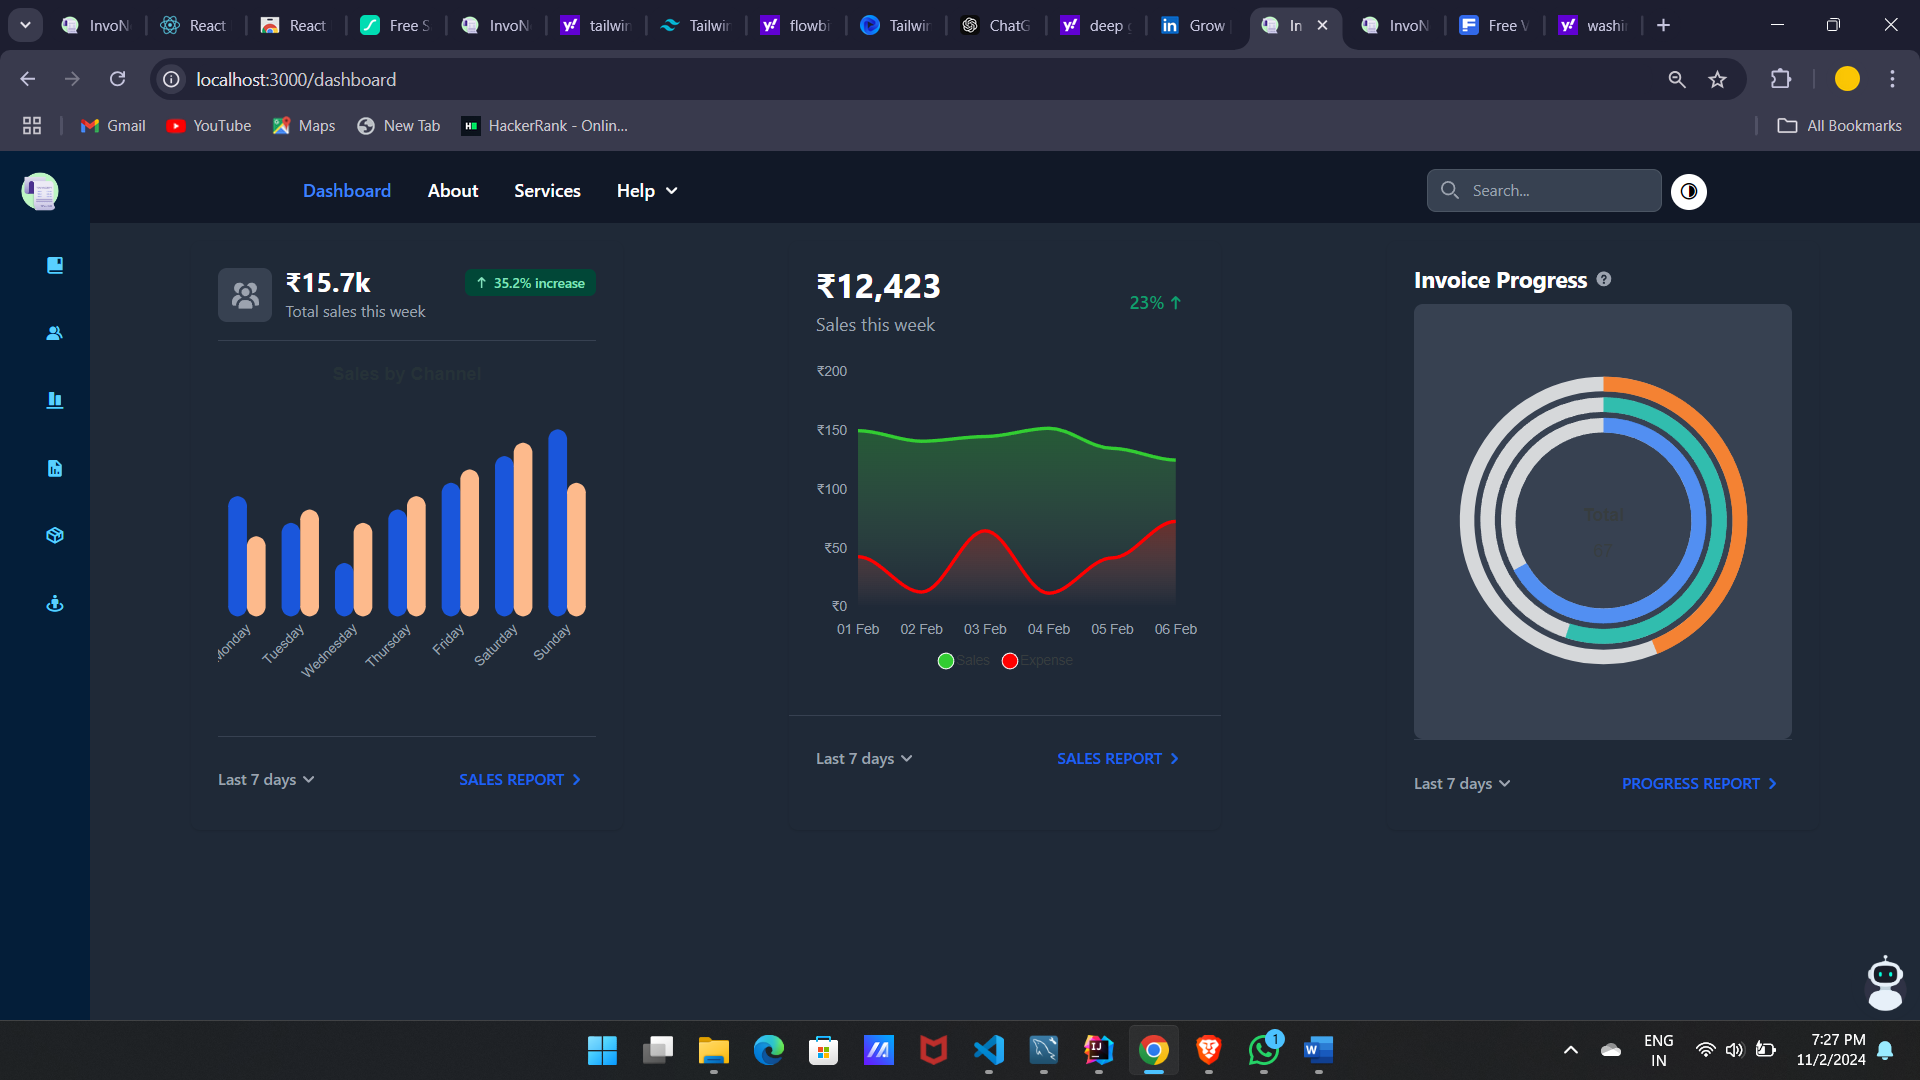 InvoN
React
React
Free S
InvoN
tailwin
Tailwin
flowbi
Tailwin
ChatG
deep g
Grow
In
InvoN
Free V
washin
localhost:3000/dashboard
Gmail
YouTube
Maps
New Tab
HackerRank - Onlin...
All Bookmarks
Dashboard
About
Services
Help
Search...
₹15.7k
35.2% increase
Total sales this week
Sales by Channel
Monday
Tuesday
Wednesday
Thursday
Friday
Saturday
Sunday
Last 7 days
SALES REPORT
₹12,423
23%
Sales this week
₹200
₹150
₹100
₹50
₹0
01 Feb
02 Feb
03 Feb
04 Feb
05 Feb
06 Feb
Sales
Expense
Last 7 days
SALES REPORT
Invoice Progress
Total
67
Last 7 days
PROGRESS REPORT
1
ENG
IN
7:27 PM
11/2/2024